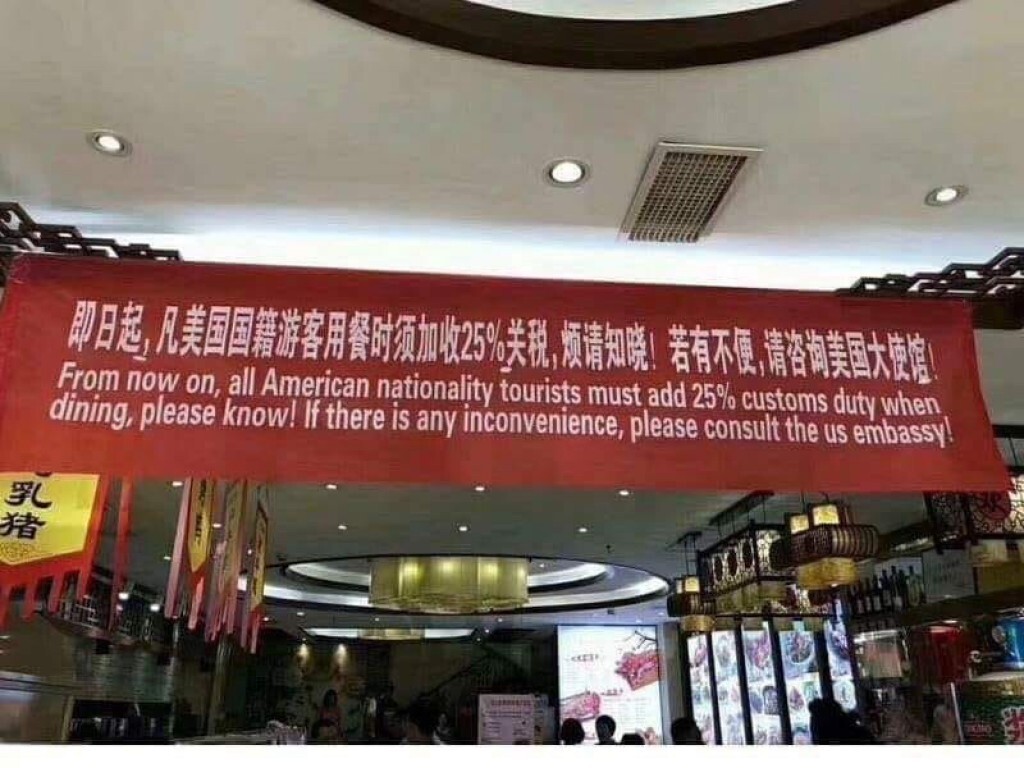 即日起,凡美国国籍游客用餐时须加收25%关税,烦请知晓!若有不便,请咨询美国大使馆!
From now on, all American nationality tourists must add 25% customs duty when
dining, please know! If there is any inconvenience, please consult the us embassy!
乳猪